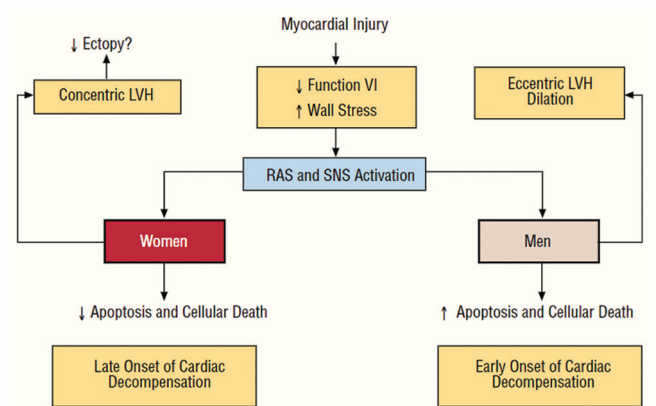 Myocardial Injury
↓ Ectopy?
Concentric LVH
↓ Function VI
↑ Wall Stress
Eccentric LVH
Dilation
RAS and SNS Activation
Women
Men
↓ Apoptosis and Cellular Death
↑ Apoptosis and Cellular Death
Late Onset of Cardiac
Decompensation
Early Onset of Cardiac
Decompensation